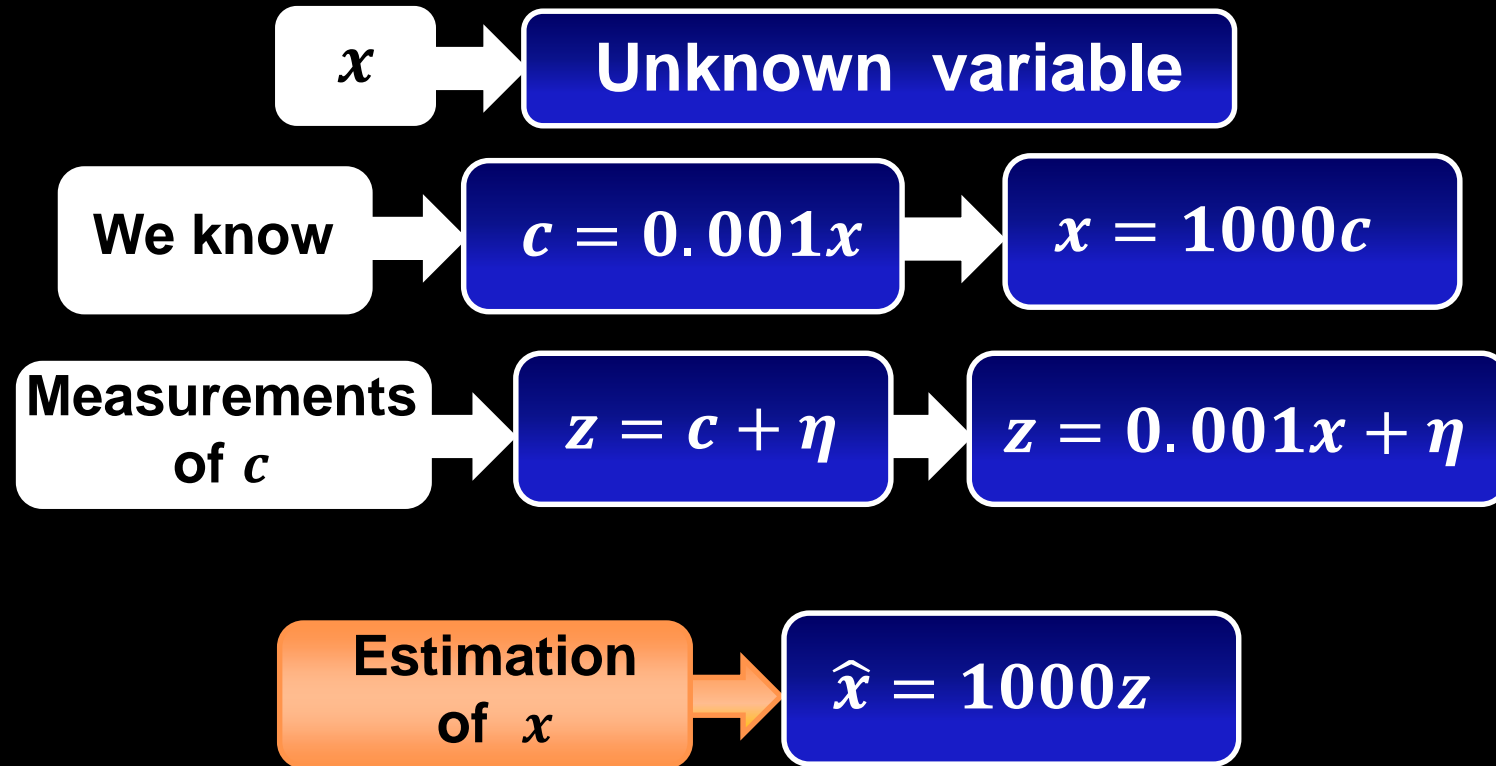 x
Unknown variable
We know
c = 0.001x
x = 1000c
Measurements
of c
z = c + η
z = 0.001x + η
Estimation
of x
x̂ = 1000z